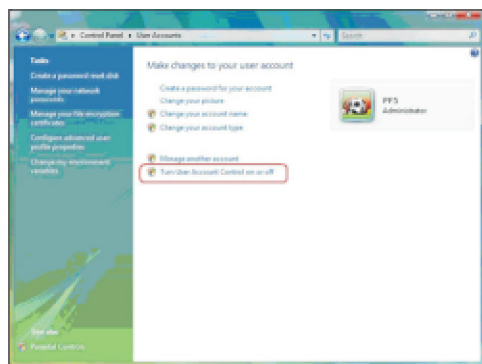 Control Panel ▸ User Accounts
Search
Tasks
Create a password reset disk
Manage your network
passwords
Manage your file encryption
certificates
Configure advanced user
profile properties
Change my environment
variables
See also
Parental Controls
Make changes to your user account
Create a password for your account
Change your picture
Change your account name
Change your account type
Manage another account
Turn User Account Control on or off
Administrator